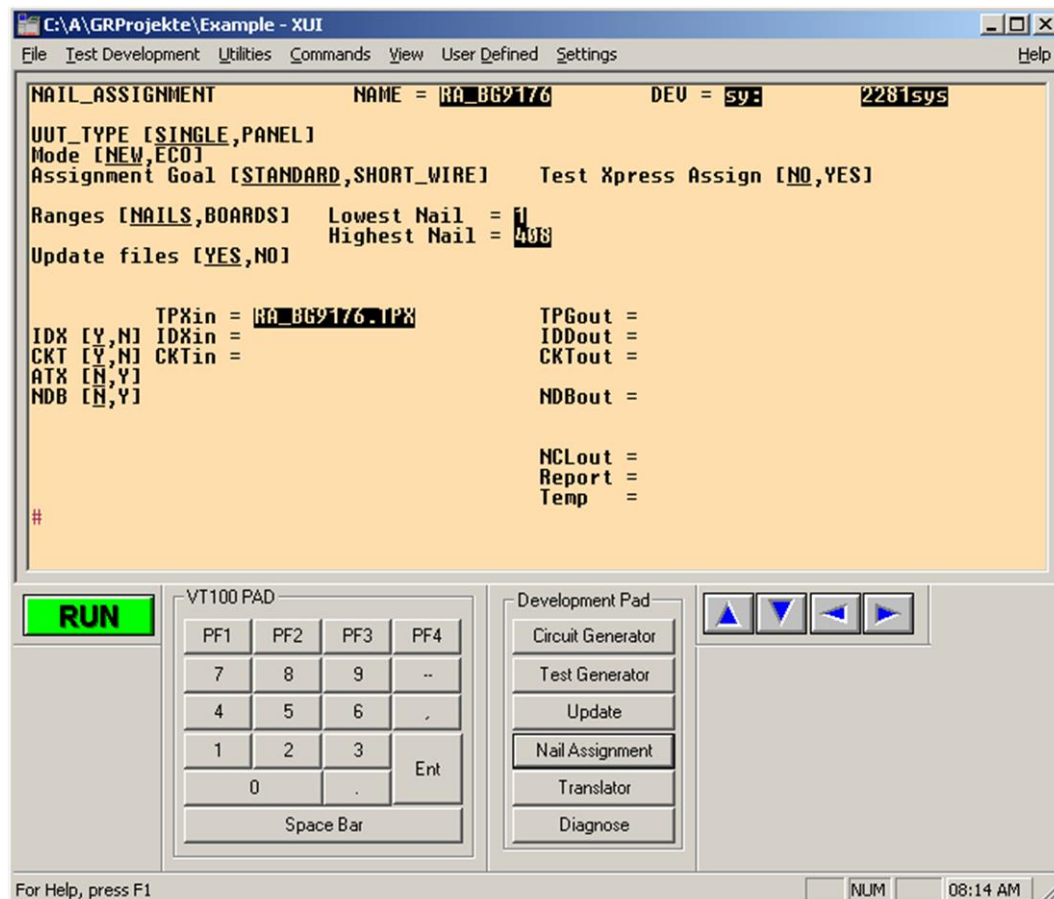 C:\A\GRProjekte\Example - XUI
File Test Development Utilities Commands View User Defined Settings Help
NAIL_ASSIGNMENT NAME = RA_BG9176 DEV = sy: 2281sys
UUT_TYPE [SINGLE,PANEL]
Mode [NEW,ECO]
Assignment Goal [STANDARD,SHORT_WIRE] Test Xpress Assign [NO,YES]
Ranges [NAILS,BOARDS] Lowest Nail = 1
Highest Nail = 408
Update files [YES,NO]
TPXin = RA_BG9176.TPX TPGout =
IDX [Y,N] IDXin = IDDout =
CKT [Y,N] CKTin = CKTout =
ATX [N,Y]
NDB [N,Y] NDBout =
NCLout =
Report =
Temp =
#
RUN
VT100 PAD
PF1 PF2 PF3 PF4
7 8 9 --
4 5 6 ,
1 2 3 Ent
0 .
Space Bar
Development Pad
Circuit Generator
Test Generator
Update
Nail Assignment
Translator
Diagnose
For Help, press F1 NUM 08:14 AM